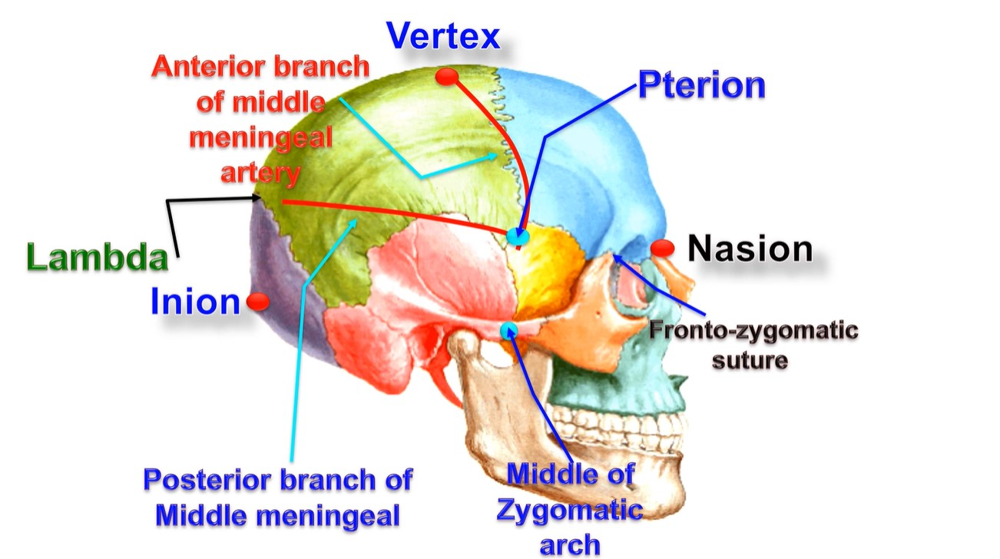 Vertex
Anterior branch
of middle
meningeal
artery
Pterion
Lambda
Nasion
Inion
Fronto-zygomatic
suture
Posterior branch of
Middle meningeal
Middle of
Zygomatic
arch